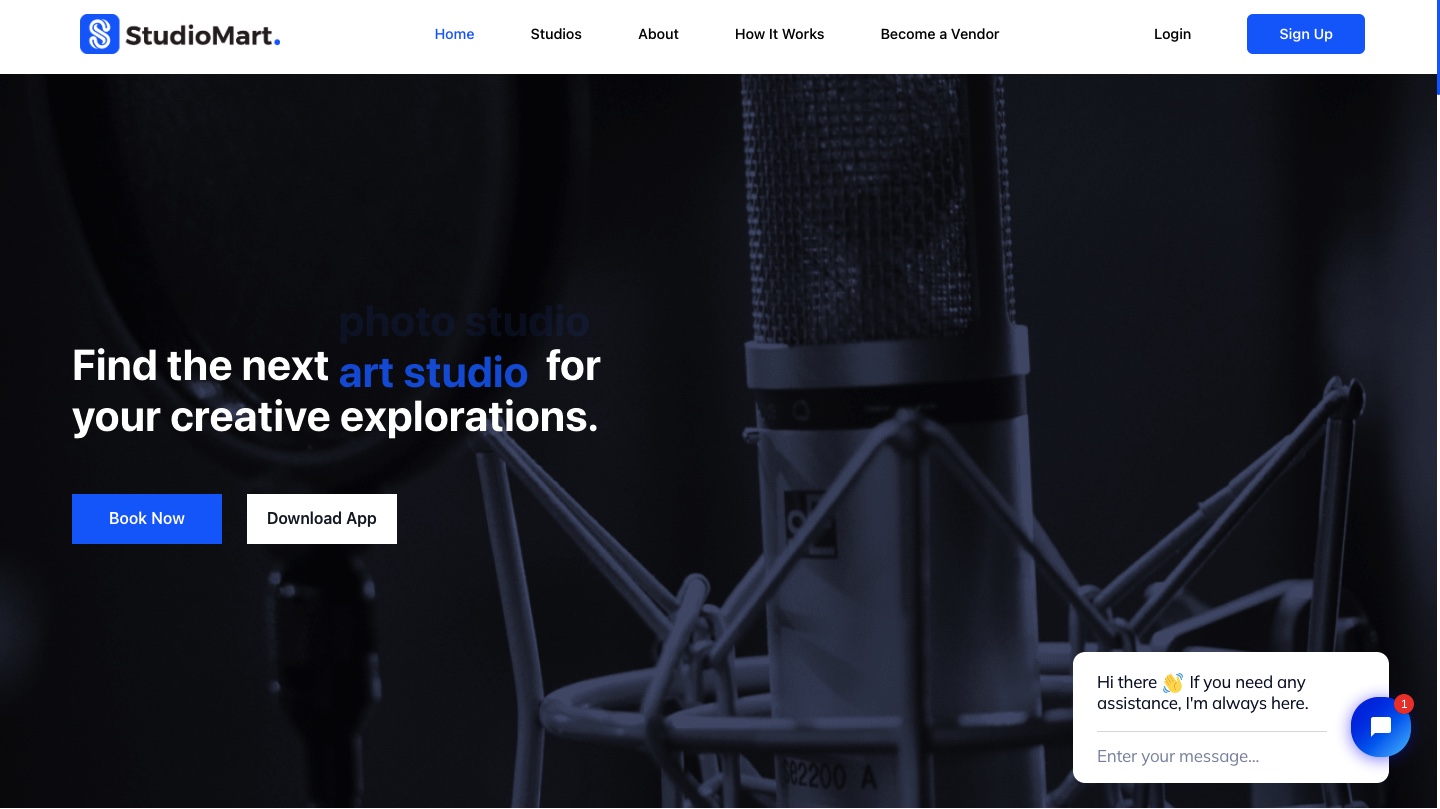 StudioMart.
Home
Studios
About
How It Works
Become a Vendor
Login
Sign Up
photo studio
Find the next art studio for
your creative explorations.
Book Now
Download App
Hi there 👋 If you need any
assistance, I'm always here.
1
Enter your message...
se2200 A